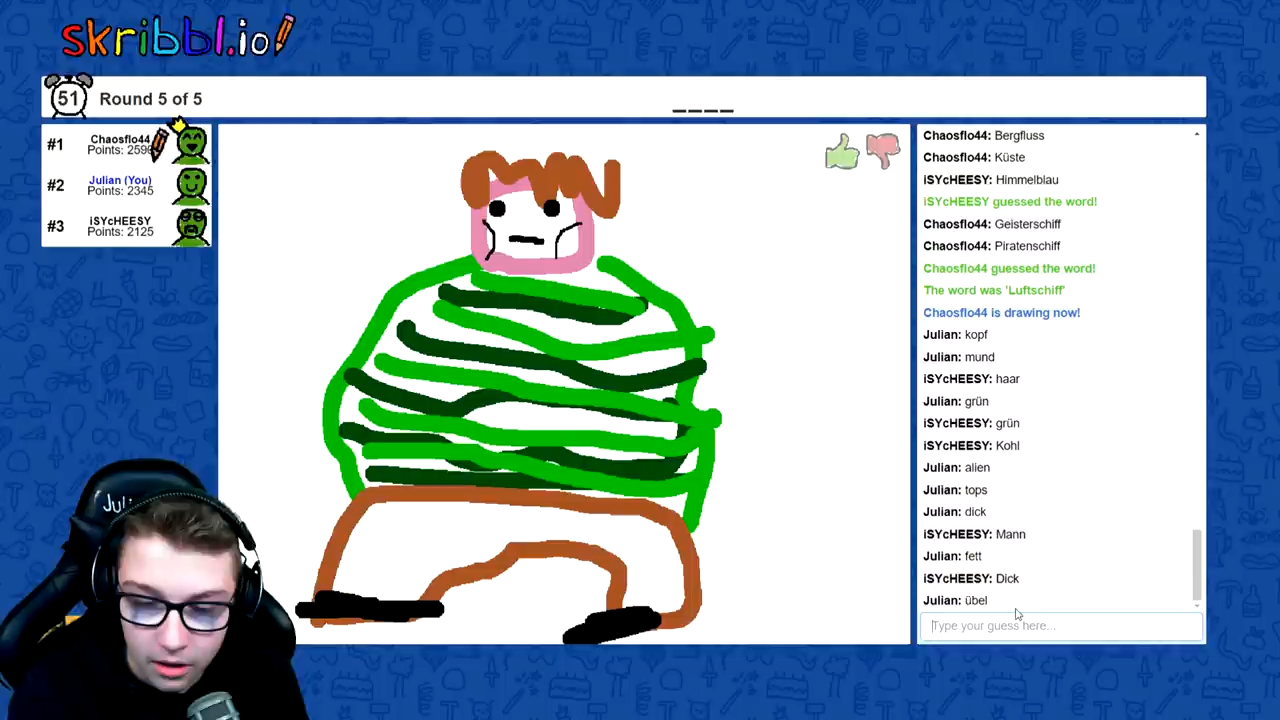 skribbl.io
51
Round 5 of 5
____
#1
Chaosflo44
Points: 2596
#2
Julian (You)
Points: 2345
#3
iSYcHEESY
Points: 2125
Chaosflo44: Bergfluss
Chaosflo44: Küste
iSYcHEESY: Himmelblau
iSYcHEESY guessed the word!
Chaosflo44: Geisterschiff
Chaosflo44: Piratenschiff
Chaosflo44 guessed the word!
The word was 'Luftschiff'
Chaosflo44 is drawing now!
Julian: kopf
Julian: mund
iSYcHEESY: haar
Julian: grün
iSYcHEESY: grün
iSYcHEESY: Kohl
Julian: alien
Julian: tops
Julian: dick
iSYcHEESY: Mann
Julian: fett
iSYcHEESY: Dick
Julian: übel
Type your guess here...